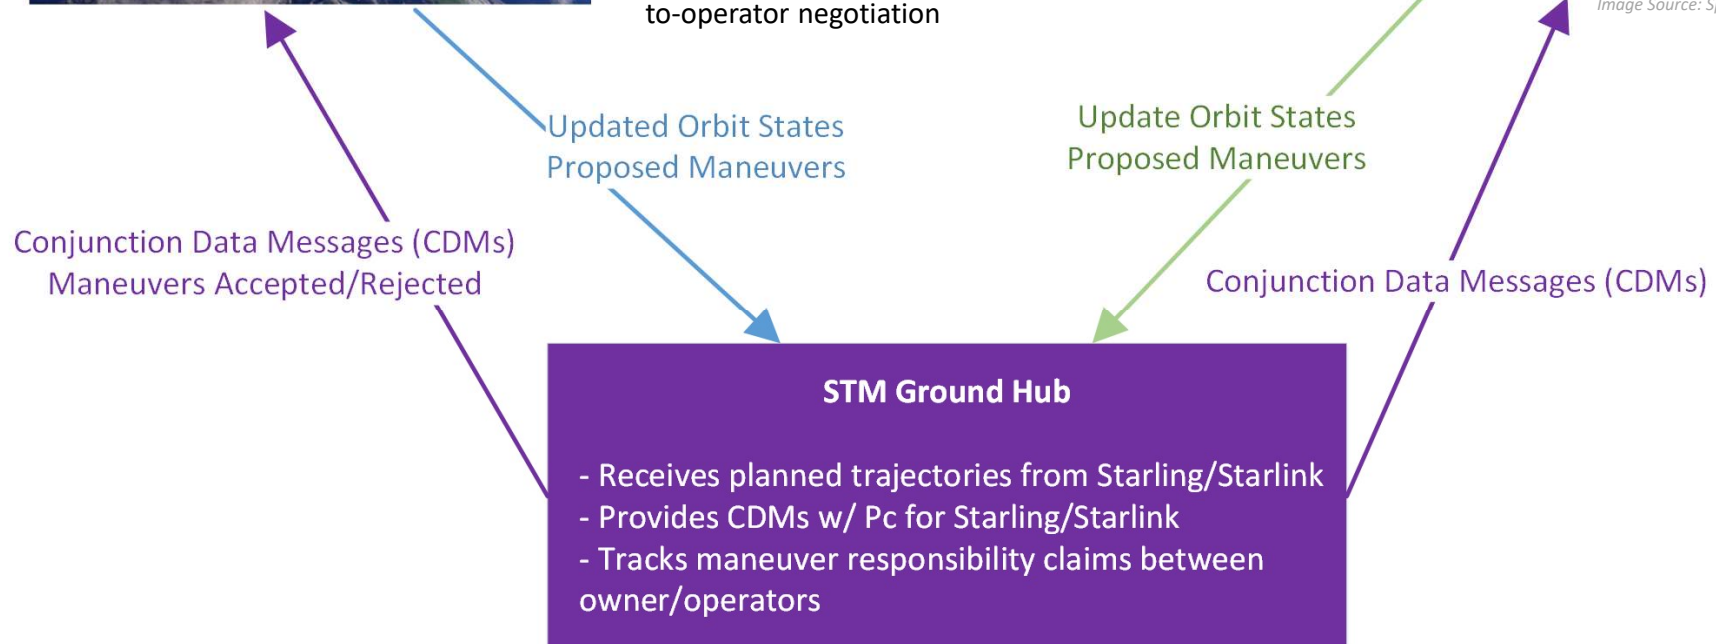 to-operator negotiation
Image Source: S
Updated Orbit States
Proposed Maneuvers
Update Orbit States
Proposed Maneuvers
Conjunction Data Messages (CDMs)
Maneuvers Accepted/Rejected
Conjunction Data Messages (CDMs)
STM Ground Hub
- Receives planned trajectories from Starling/Starlink
- Provides CDMs w/ Pc for Starling/Starlink
- Tracks maneuver responsibility claims between
owner/operators